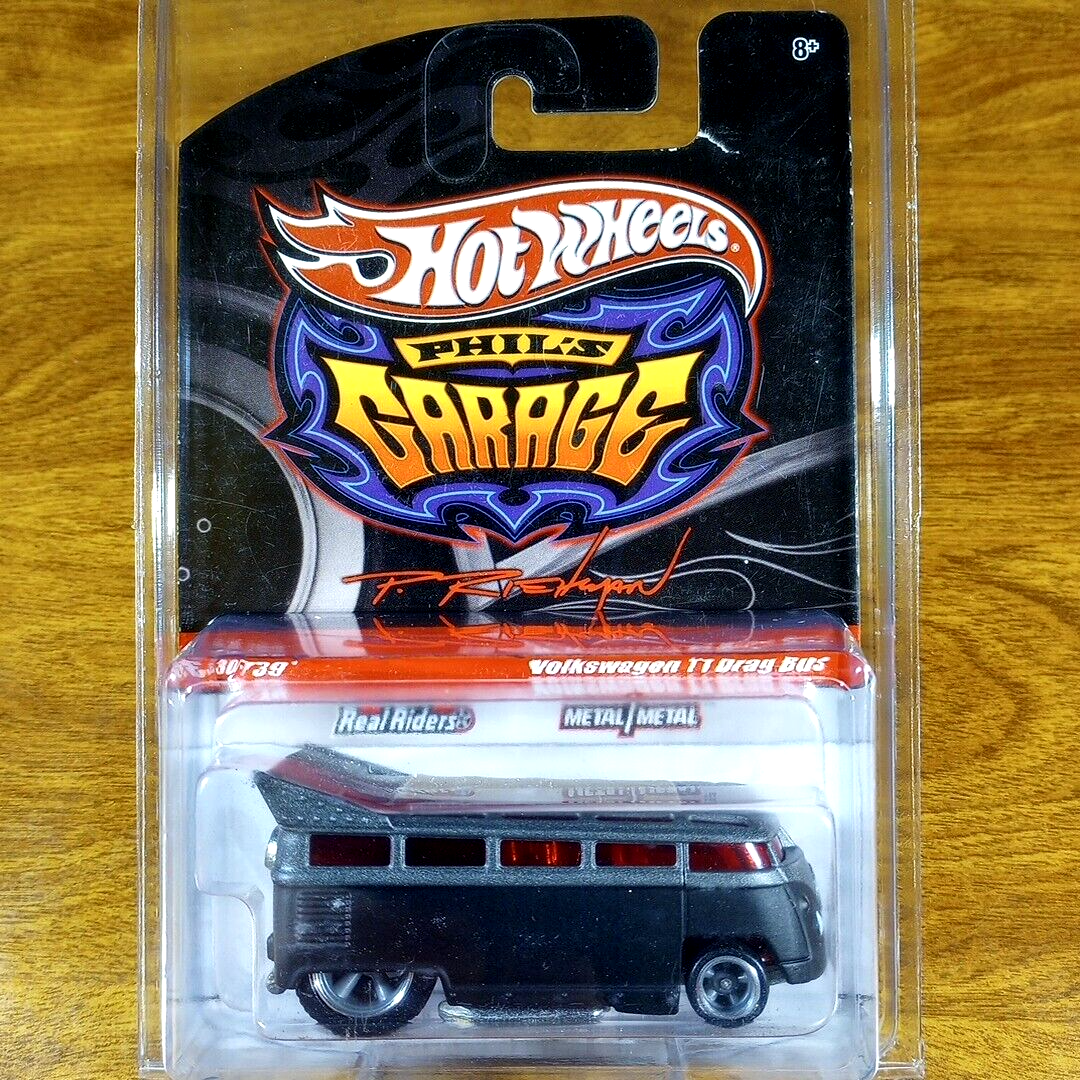 8+
Hot Wheels®
PHIL'S
GARAGE
P. Riehlman
30/39
Volkswagen T1 Drag Bus
Real Riders®
METAL/METAL